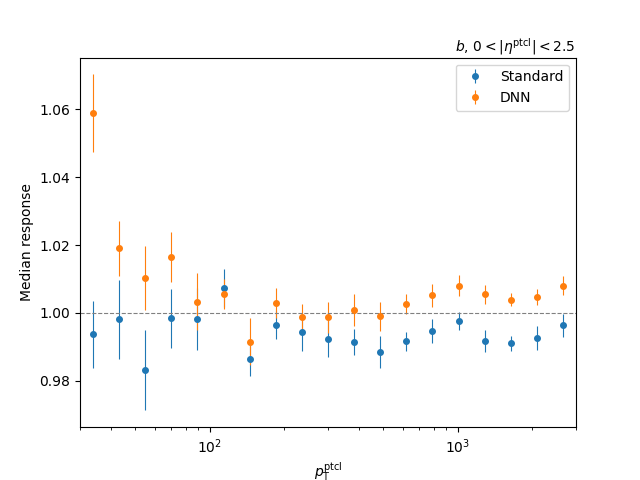 b, 0 < |η^ptcl| < 2.5
Standard
DNN
Median response
1.06
1.04
1.02
1.00
0.98
10^2
10^3
p_T^ptcl